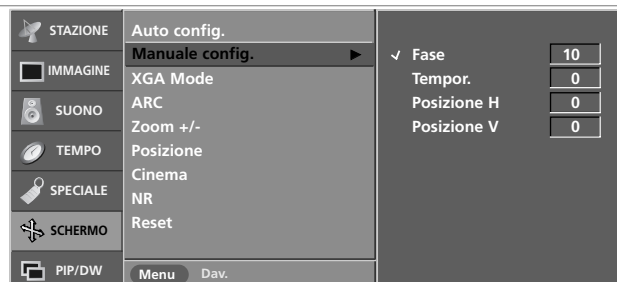 STAZIONE
IMMAGINE
SUONO
TEMPO
SPECIALE
SCHERMO
PIP/DW
Auto config.
Manuale config. ►
XGA Mode
ARC
Zoom +/-
Posizione
Cinema
NR
Reset
Menu Dav.
✓ Fase 10
Tempor. 0
Posizione H 0
Posizione V 0